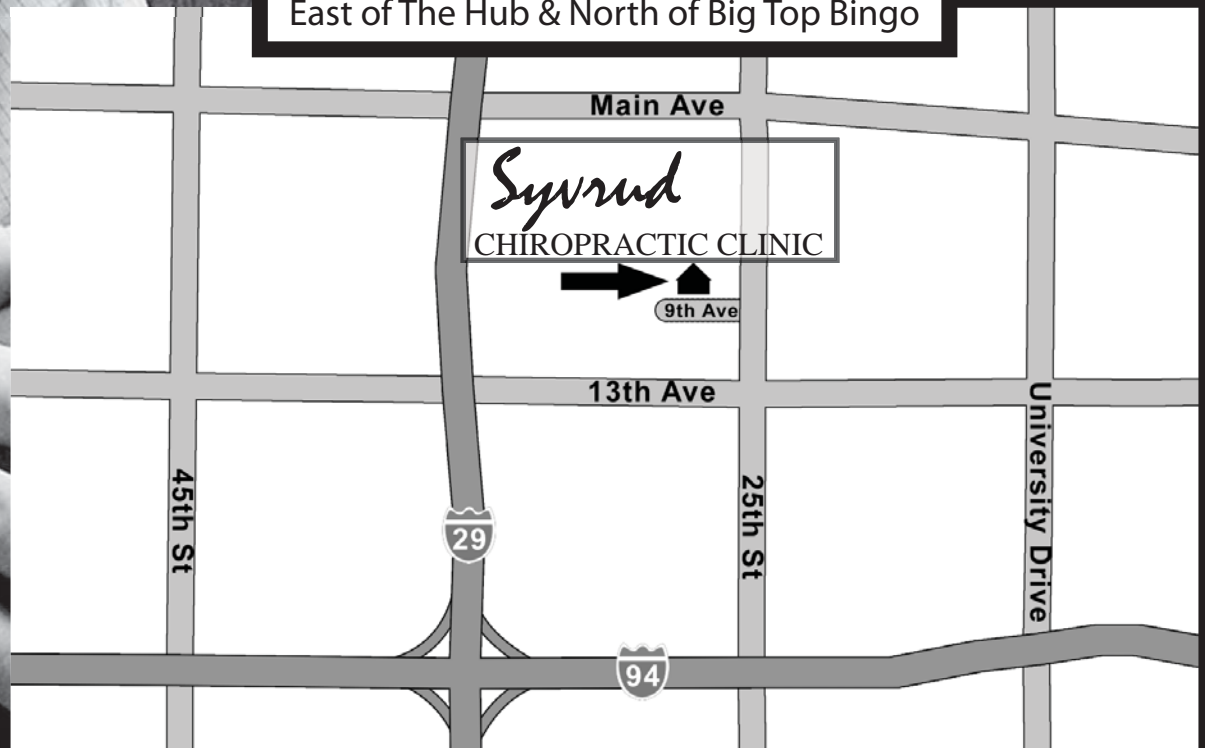 East of The Hub & North of Big Top Bingo
Main Ave
Syvrud
CHIROPRACTIC CLINIC
9th Ave
13th Ave
45th St
25th St
University Drive
29
94